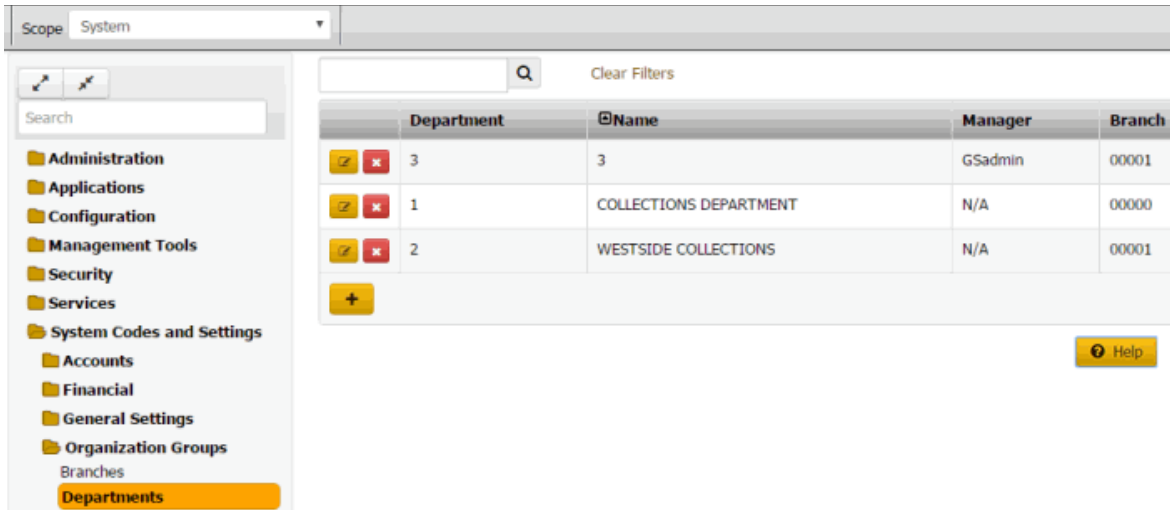 Scope System
Clear Filters
Search
Administration
Applications
Configuration
Management Tools
Security
Services
System Codes and Settings
Accounts
Financial
General Settings
Organization Groups
Branches
Departments
Department Name Manager Branch
3 3 GSadmin 00001
1 COLLECTIONS DEPARTMENT N/A 00000
2 WESTSIDE COLLECTIONS N/A 00001
Help